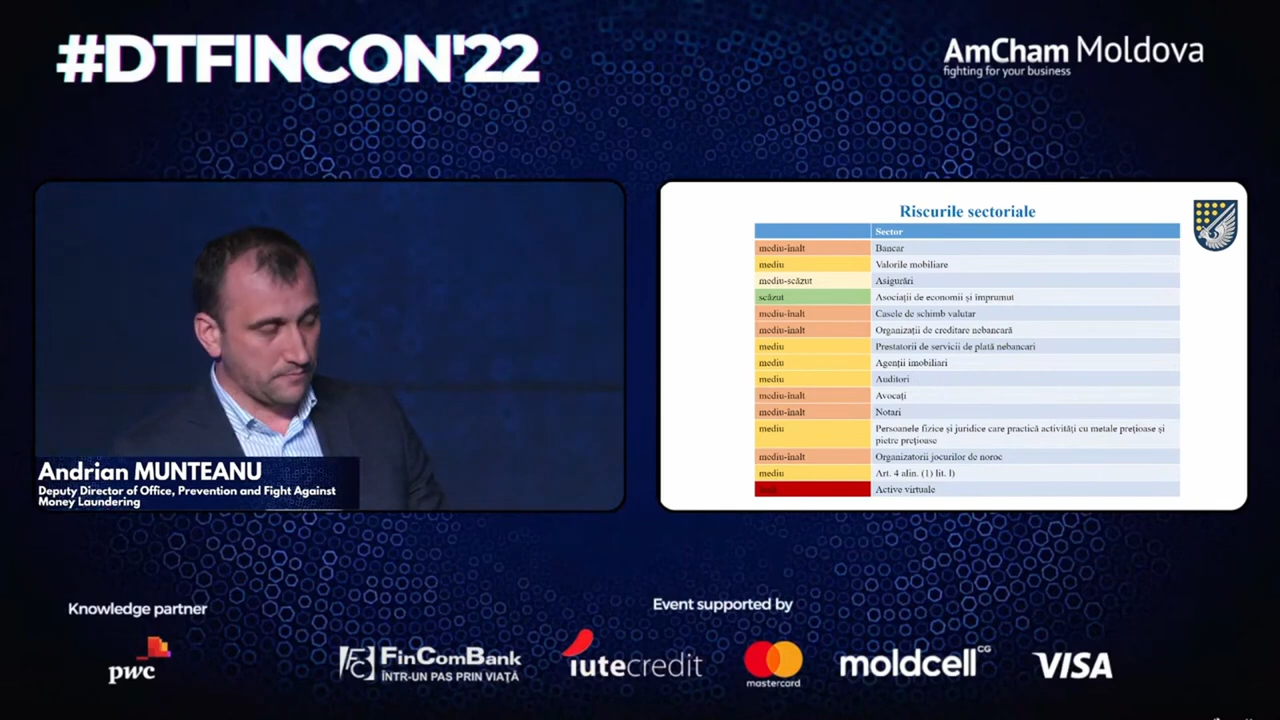 #DTFINCON'22
AmCham Moldova
fighting for your business
Riscurile sectoriale
Sector
mediu-înalt Bancar
mediu Valorile mobiliare
mediu-scăzut Asigurări
scăzut Asociații de economii și împrumut
mediu-înalt Casele de schimb valutar
mediu-înalt Organizații de creditare nebancară
mediu Prestatorii de servicii de plată nebancari
mediu Agenții imobiliari
mediu Auditori
mediu-înalt Avocați
mediu-înalt Notari
mediu Persoanele fizice și juridice care practică activități cu metale prețioase și
pietre prețioase
mediu-înalt Organizatorii jocurilor de noroc
mediu Art. 4 alin. (1) lit. l)
Active virtuale
Andrian MUNTEANU
Deputy Director of Office, Prevention and Fight Against
Money Laundering
Knowledge partner
Event supported by
pwc
FinComBank
ÎNTR-UN PAS PRIN VIAȚĂ
iutecredit
mastercard
moldcell CG
VISA